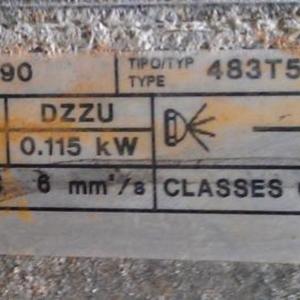 90 TIPO/TYP TYPE 483T5
DZZU
0.115 kW
6 mm²/s CLASSES